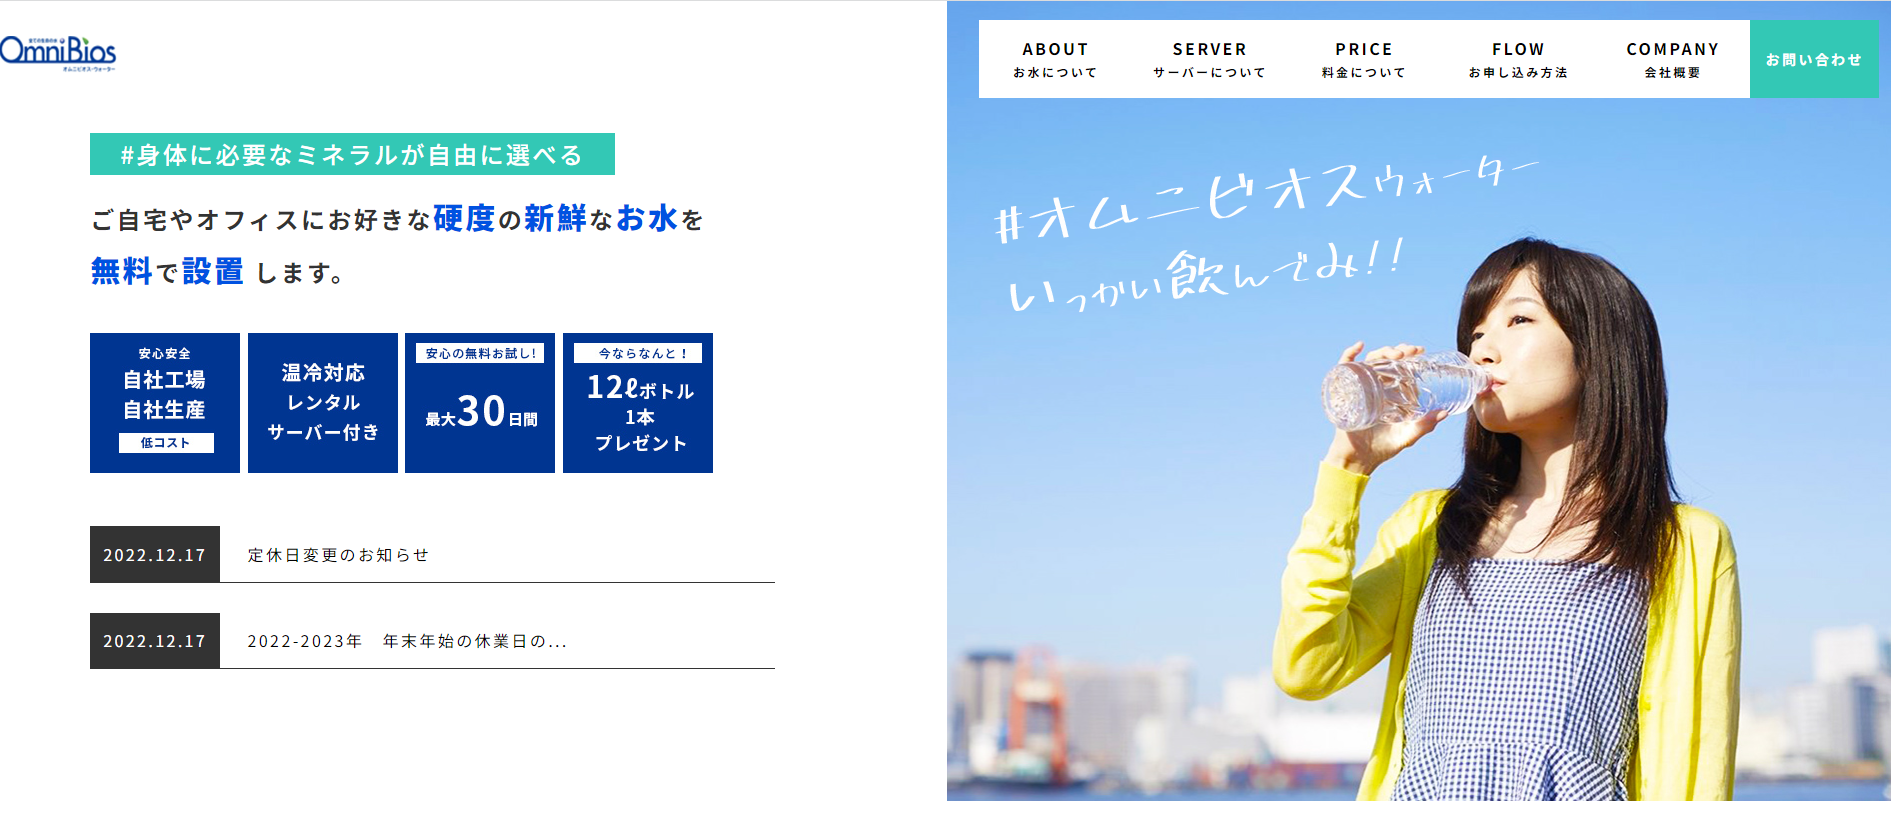 全ての生命の水
OmniBios
オムニビオス・ウォーター
ABOUT
お水について
SERVER
サーバーについて
PRICE
料金について
FLOW
お申し込み方法
COMPANY
会社概要
お問い合わせ
#身体に必要なミネラルが自由に選べる
ご自宅やオフィスにお好きな硬度の新鮮なお水を
無料で設置 します。
安心安全
自社工場
自社生産
低コスト
温冷対応
レンタル
サーバー付き
安心の無料お試し!
最大30日間
今ならなんと！
12ℓボトル
1本
プレゼント
2022.12.17 定休日変更のお知らせ
2022.12.17 2022-2023年　年末年始の休業日の...
#オムニビオスウォーター
いっかい飲んでみ!!